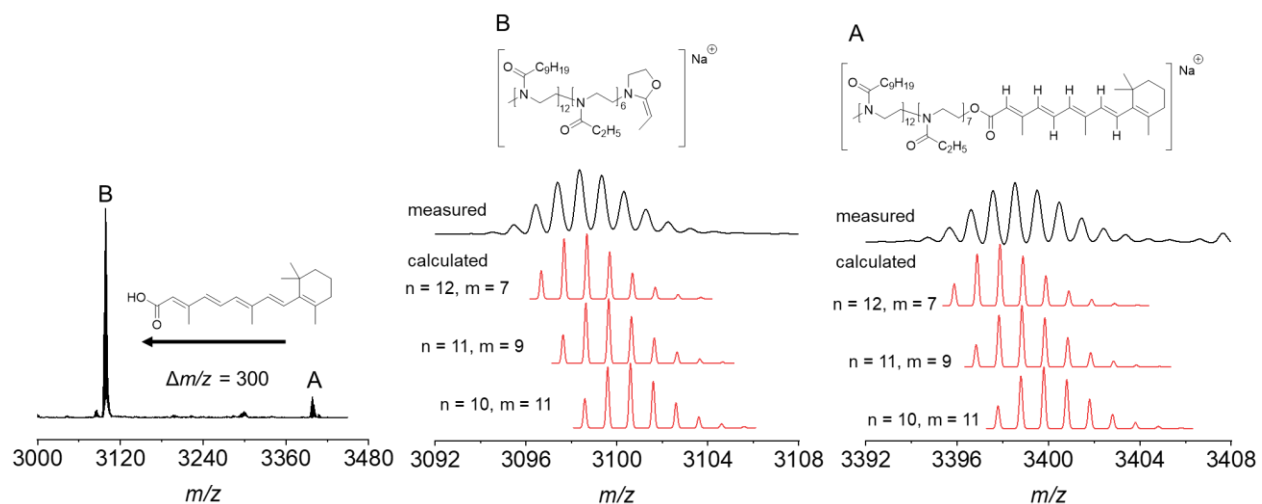 B
A
HO
O
Δm/z = 300
3000 3120 3240 3360 3480
m/z
B
O C9H19
N
12 N
6 N
O
O C2H5
Na⊕
measured
calculated
n = 12, m = 7
n = 11, m = 9
n = 10, m = 11
3092 3096 3100 3104 3108
m/z
A
O C9H19
N
12 N
7 O
O C2H5
O
H H H H
H H
Na⊕
measured
calculated
n = 12, m = 7
n = 11, m = 9
n = 10, m = 11
3392 3396 3400 3404 3408
m/z